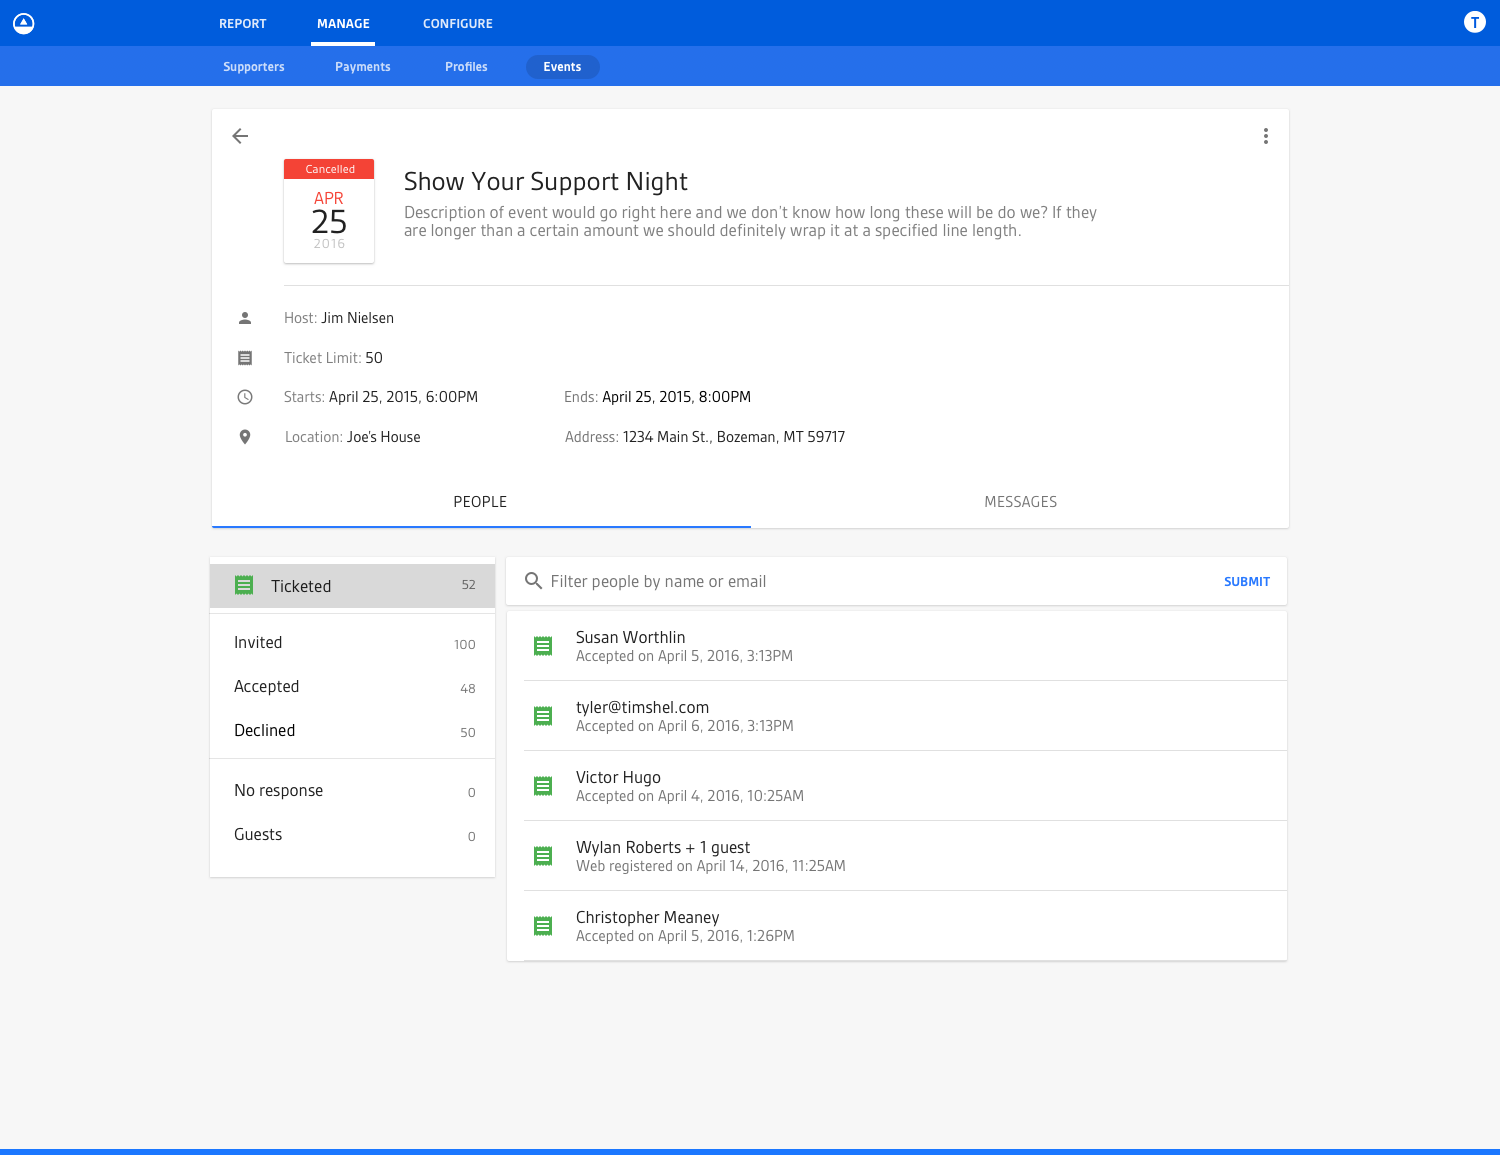 REPORT MANAGE CONFIGURE T
Supporters Payments Profiles Events
Cancelled
APR
25
2016
Show Your Support Night
Description of event would go right here and we don't know how long these will be do we? If they
are longer than a certain amount we should definitely wrap it at a specified line length.
Host: Jim Nielsen
Ticket Limit: 50
Starts: April 25, 2015, 6:00PM Ends: April 25, 2015, 8:00PM
Location: Joe's House Address: 1234 Main St., Bozeman, MT 59717
PEOPLE MESSAGES
Ticketed 52
Invited 100
Accepted 48
Declined 50
No response 0
Guests 0
Filter people by name or email SUBMIT
Susan Worthlin
Accepted on April 5, 2016, 3:13PM
tyler@timshel.com
Accepted on April 6, 2016, 3:13PM
Victor Hugo
Accepted on April 4, 2016, 10:25AM
Wylan Roberts + 1 guest
Web registered on April 14, 2016, 11:25AM
Christopher Meaney
Accepted on April 5, 2016, 1:26PM